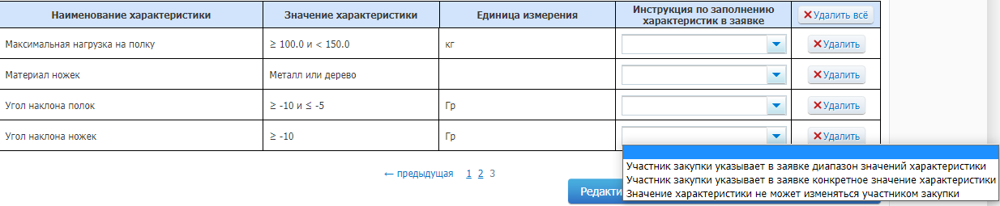 Наименование характеристики Значение характеристики Единица измерения Инструкция по заполнению характеристик в заявке Удалить всё
Максимальная нагрузка на полку ≥ 100.0 и < 150.0 кг Удалить
Материал ножек Металл или дерево Удалить
Угол наклона полок ≥ -10 и ≤ -5 Гр Удалить
Угол наклона ножек ≥ -10 Гр Удалить
Участник закупки указывает в заявке диапазон значений характеристики
Участник закупки указывает в заявке конкретное значение характеристики
Значение характеристики не может изменяться участником закупки
← предыдущая 1 2 3
Редакти